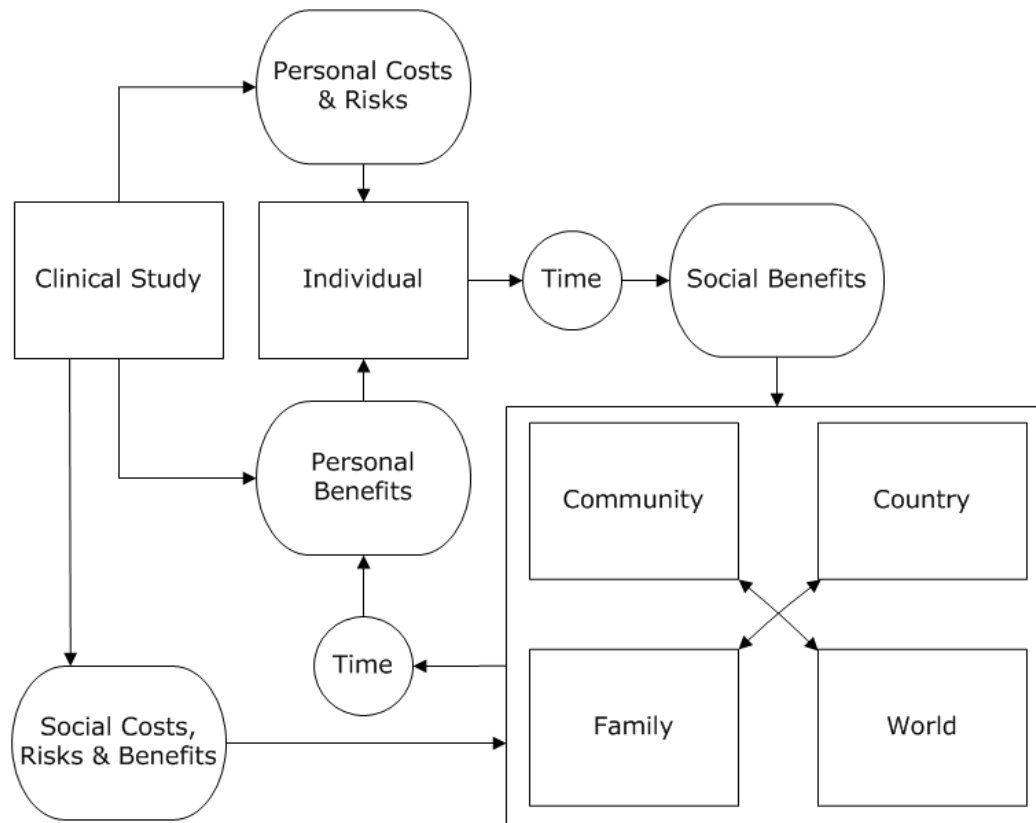 Personal Costs
& Risks
Clinical Study
Individual
Time
Social Benefits
Personal
Benefits
Community
Country
Time
Social Costs,
Risks & Benefits
Family
World